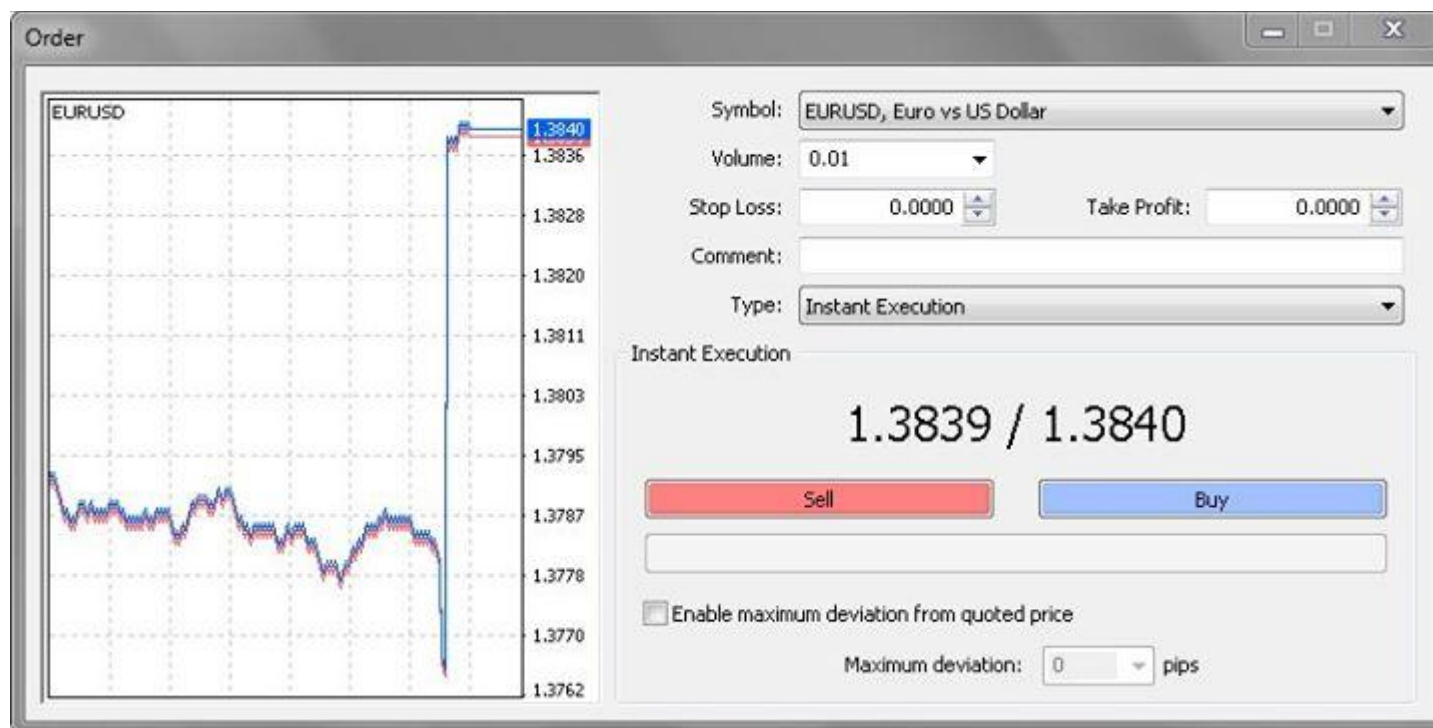 Order
EURUSD
1.3840
1.3836
1.3828
1.3820
1.3811
1.3803
1.3795
1.3787
1.3778
1.3770
1.3762
Symbol: EURUSD, Euro vs US Dollar
Volume: 0.01
Stop Loss: 0.0000 Take Profit: 0.0000
Comment:
Type: Instant Execution
Instant Execution
1.3839 / 1.3840
Sell Buy
Enable maximum deviation from quoted price
Maximum deviation: 0 pips